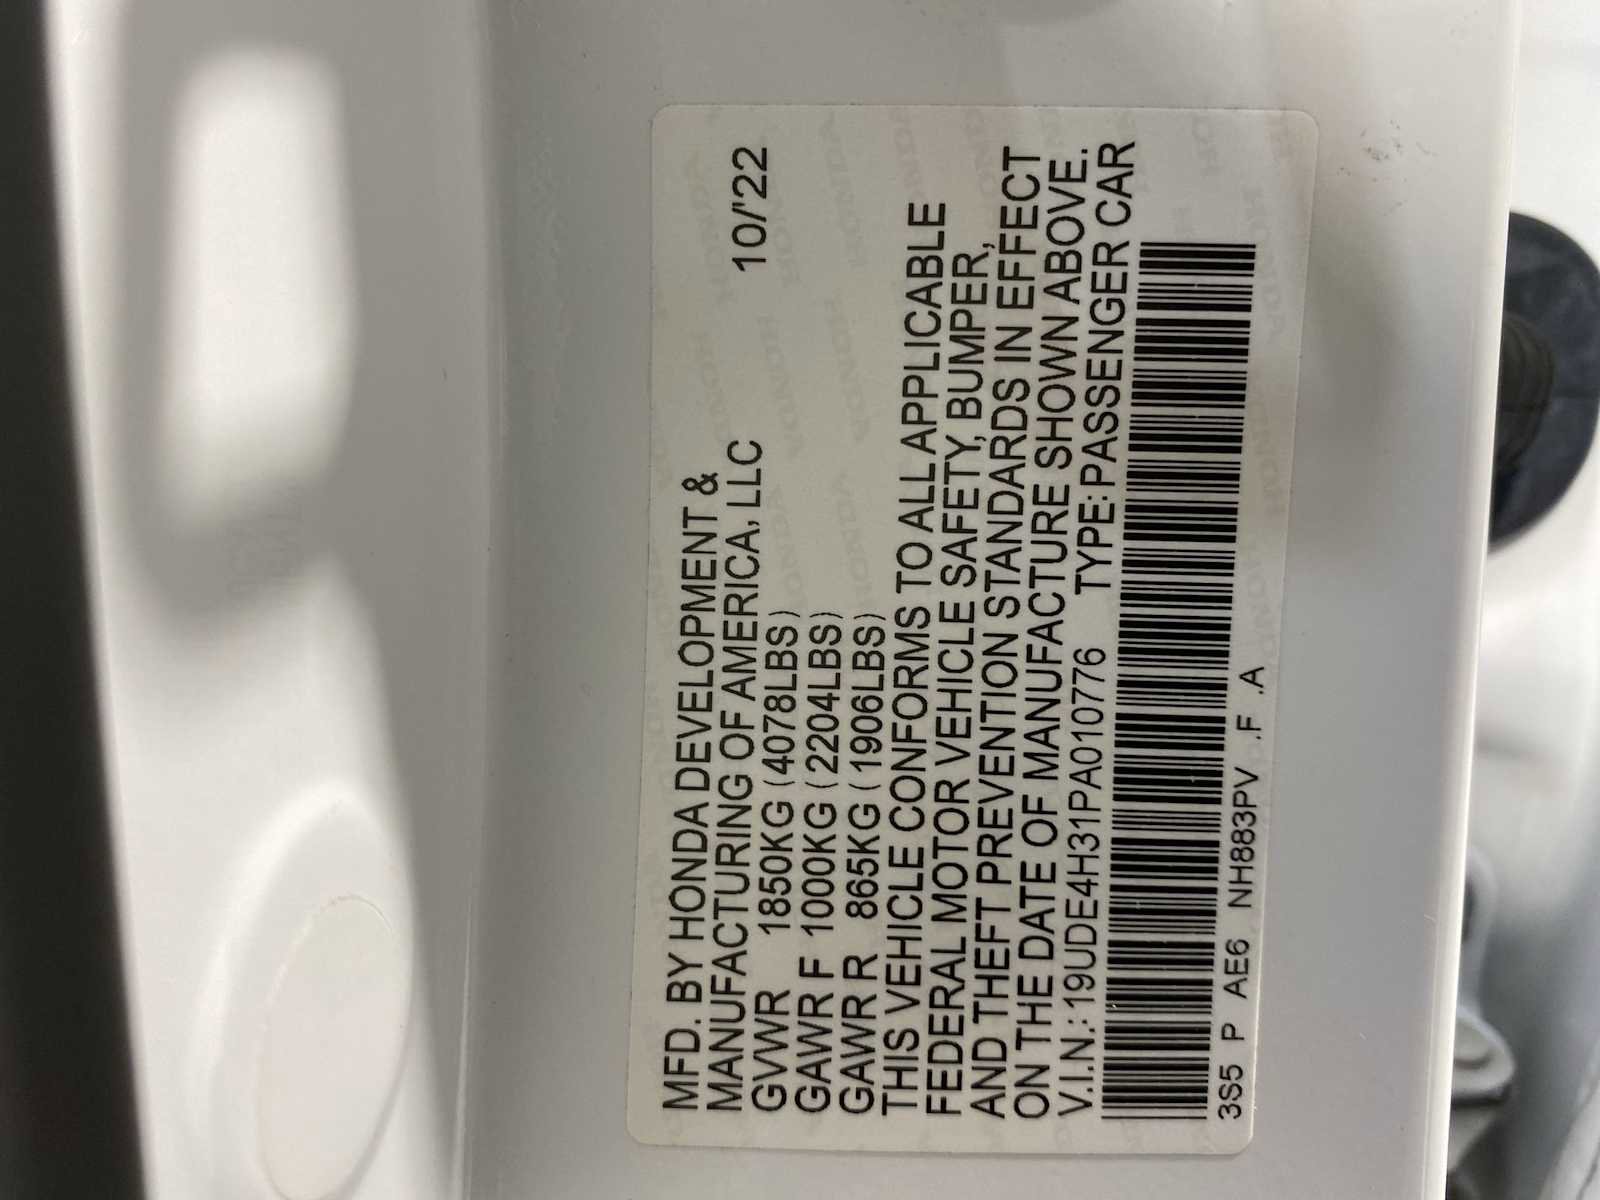 MFD. BY HONDA DEVELOPMENT &
MANUFACTURING OF AMERICA, LLC 10/'22
GVWR 1850KG (4078LBS)
GAWR F 1000KG (2204LBS)
GAWR R 865KG (1906LBS)
THIS VEHICLE CONFORMS TO ALL APPLICABLE
FEDERAL MOTOR VEHICLE SAFETY, BUMPER,
AND THEFT PREVENTION STANDARDS IN EFFECT
ON THE DATE OF MANUFACTURE SHOWN ABOVE.
V.I.N.: 19UDE4H31PA010776 TYPE: PASSENGER CAR
3S5 P AE6 NH883PV .F .A